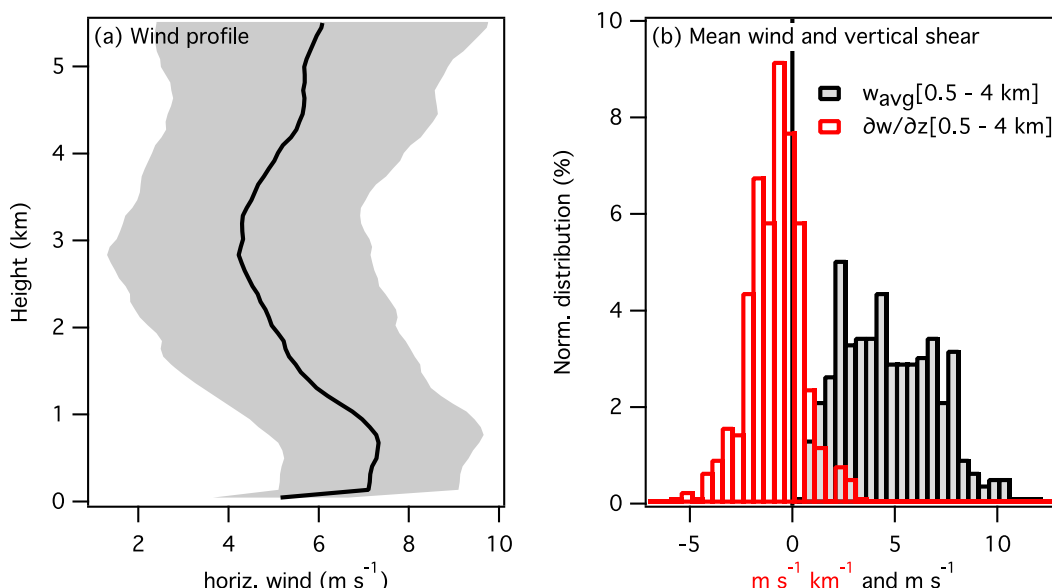 (a) Wind profile
5
4
3
2
1
0
Height (km)
2
4
6
8
10
horiz. wind (m s⁻¹)
(b) Mean wind and vertical shear
w_avg[0.5 - 4 km]
∂w/∂z[0.5 - 4 km]
10
8
6
4
2
0
Norm. distribution (%)
-5
0
5
10
m s⁻¹ km⁻¹ and m s⁻¹